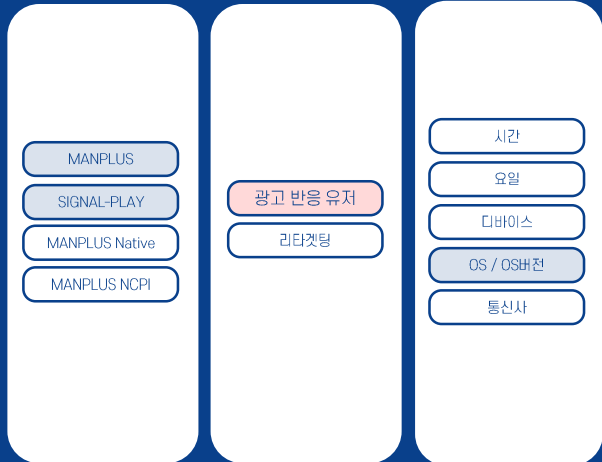 MANPLUS
SIGNAL-PLAY
MANPLUS Native
MANPLUS NCPI
광고 반응 유저
리타겟팅
시간
요일
디바이스
OS / OS버전
통신사